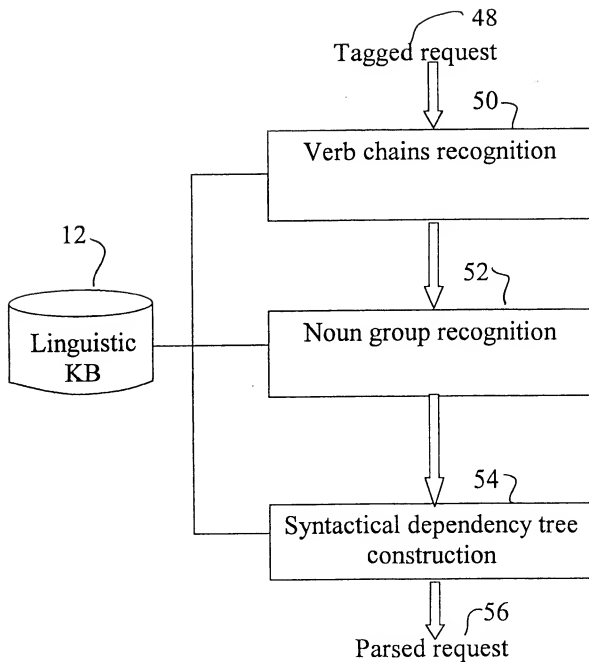 48
Tagged request
50
Verb chains recognition
12
52
Linguistic
KB
Noun group recognition
54
Syntactical dependency tree
construction
56
Parsed request